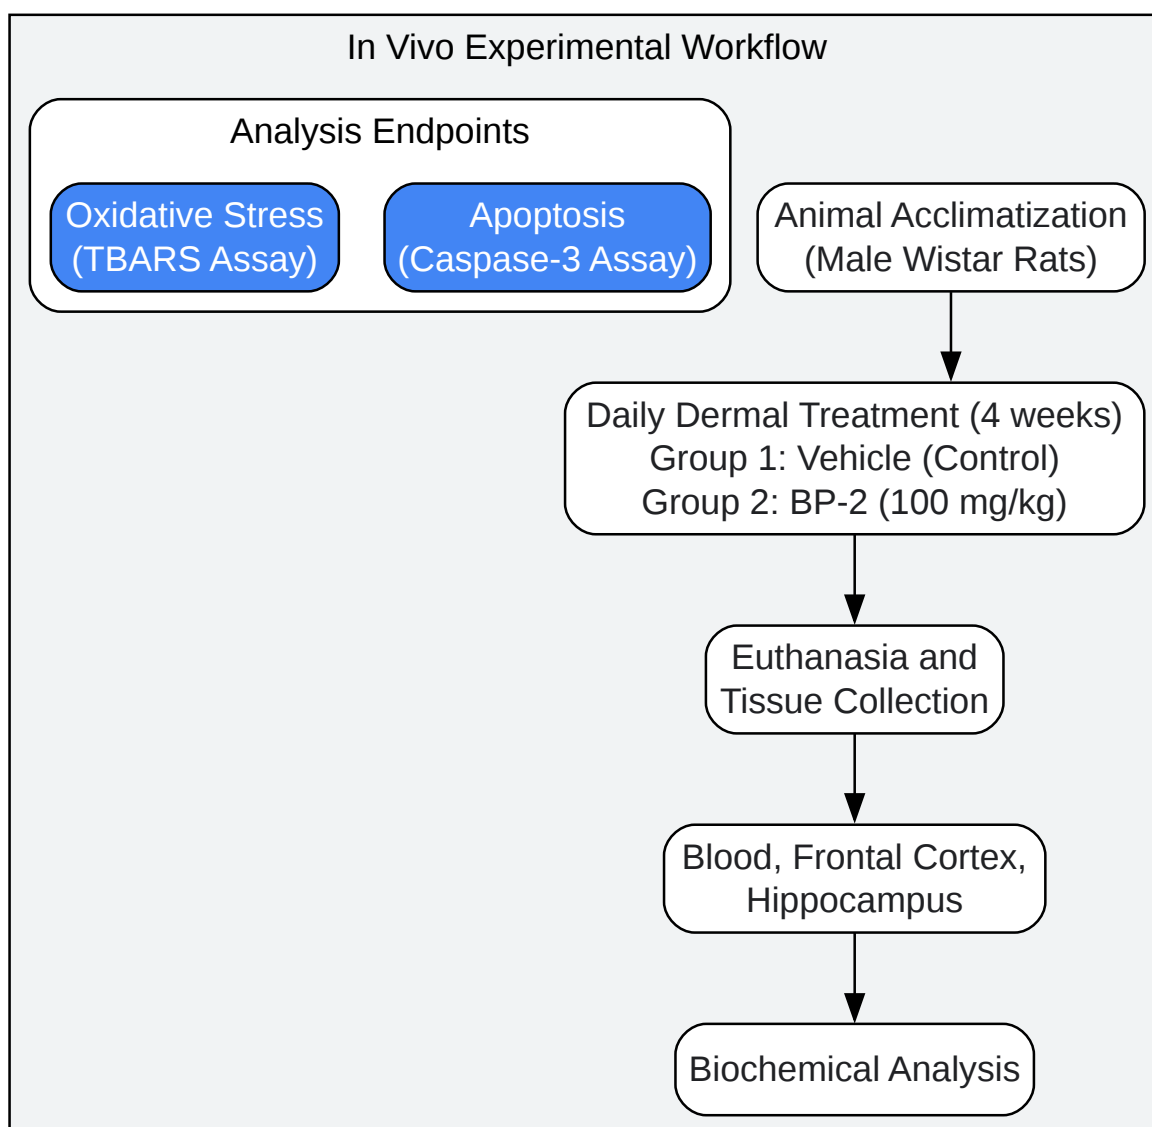 In Vivo Experimental Workflow
Analysis Endpoints
Oxidative Stress
(TBARS Assay)
Apoptosis
(Caspase-3 Assay)
Animal Acclimatization
(Male Wistar Rats)
Daily Dermal Treatment (4 weeks)
Group 1: Vehicle (Control)
Group 2: BP-2 (100 mg/kg)
Euthanasia and
Tissue Collection
Blood, Frontal Cortex,
Hippocampus
Biochemical Analysis